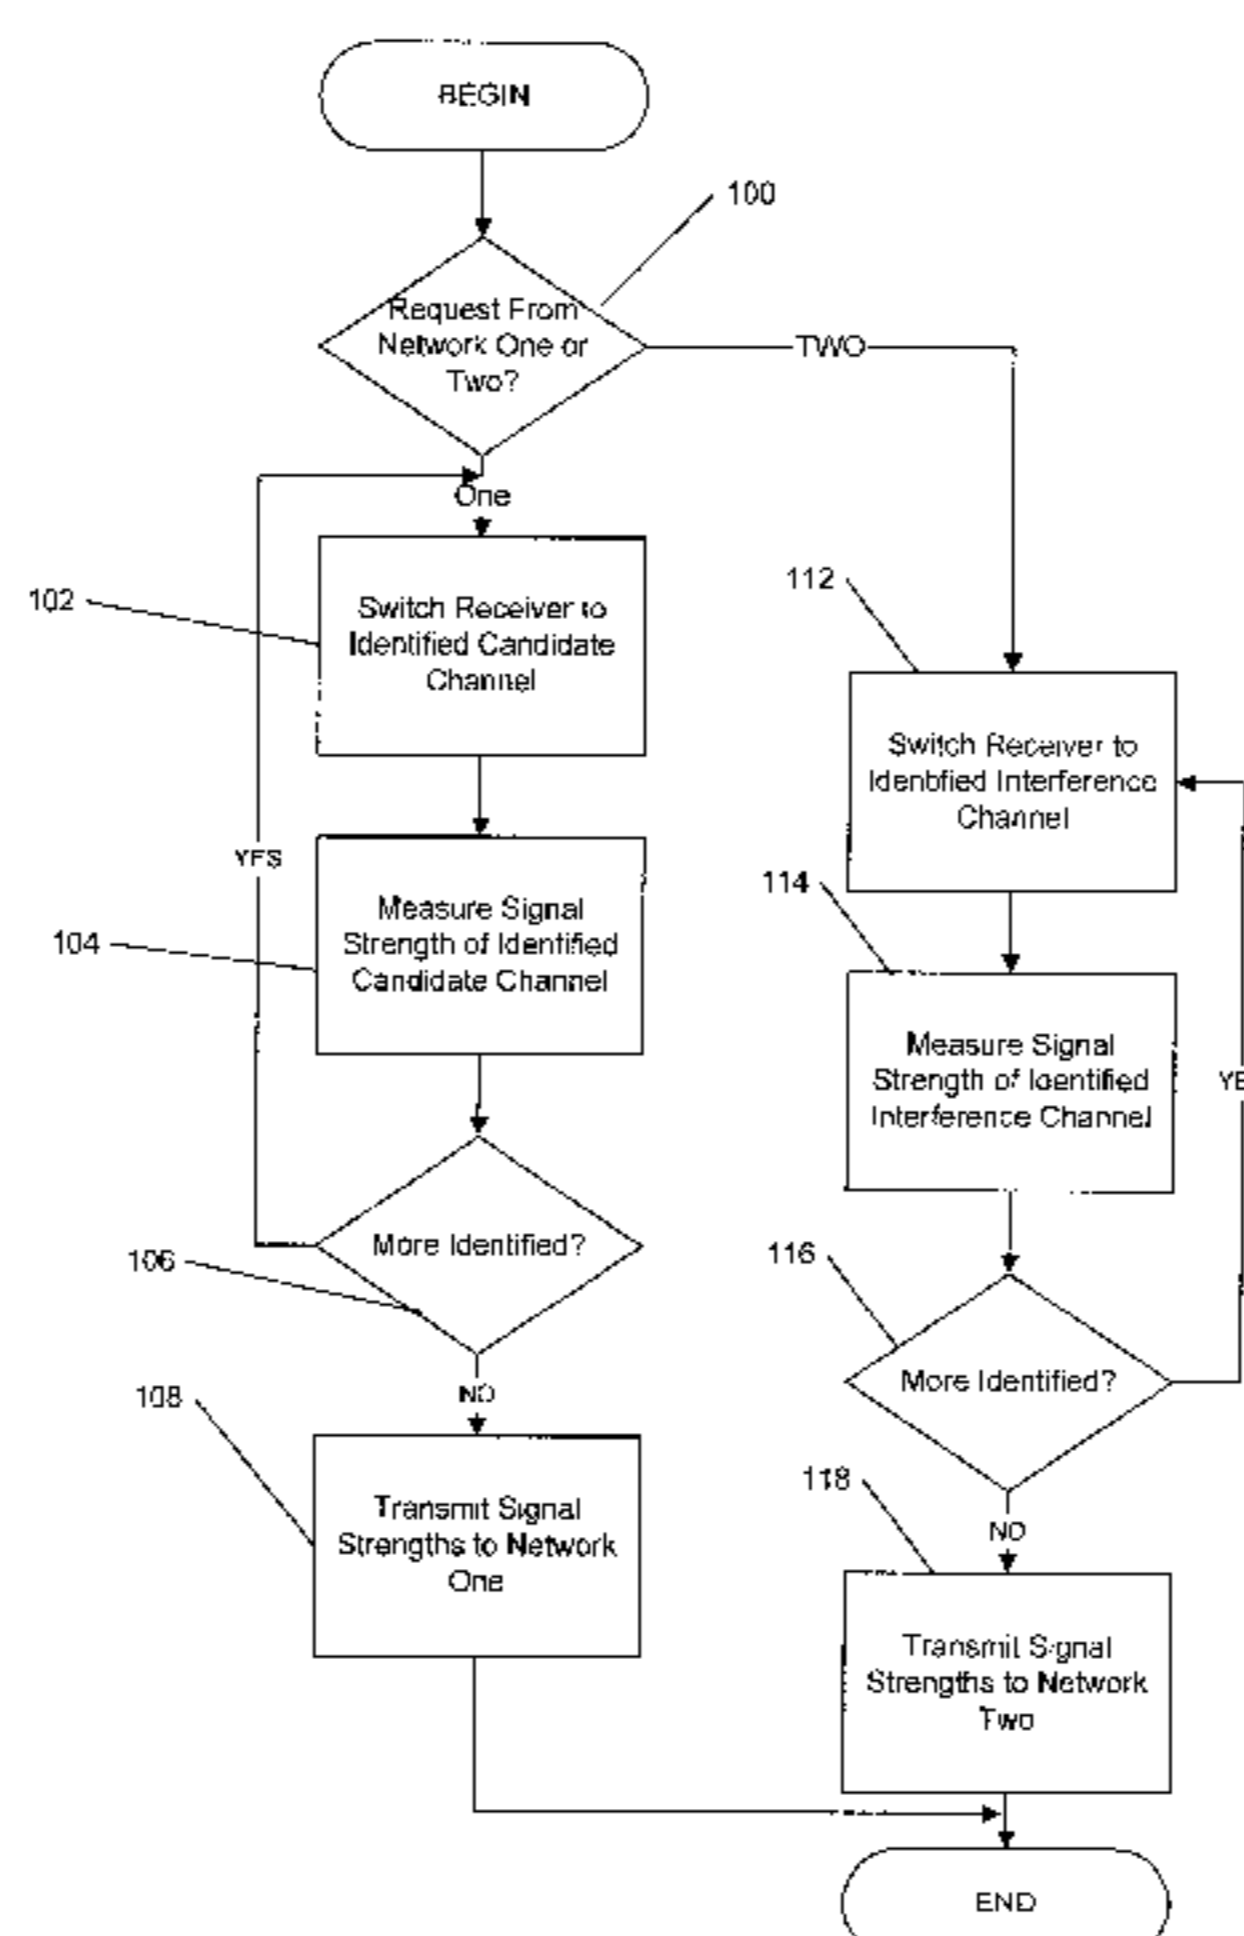 BEGIN
100
Request From
Network One or
Two?
TWO
One
102
Switch Receiver to
Identified Candidate
Channel
112
Switch Receiver to
Identified Interference
Channel
YES
104
Measure Signal
Strength of Identified
Candidate Channel
114
Measure Signal
Strength of Identified
Interference Channel
106
More Identified?
116
More Identified?
NO
108
Transmit Signal
Strengths to Network
One
118
NO
Transmit Signal
Strengths to Network
Two
END